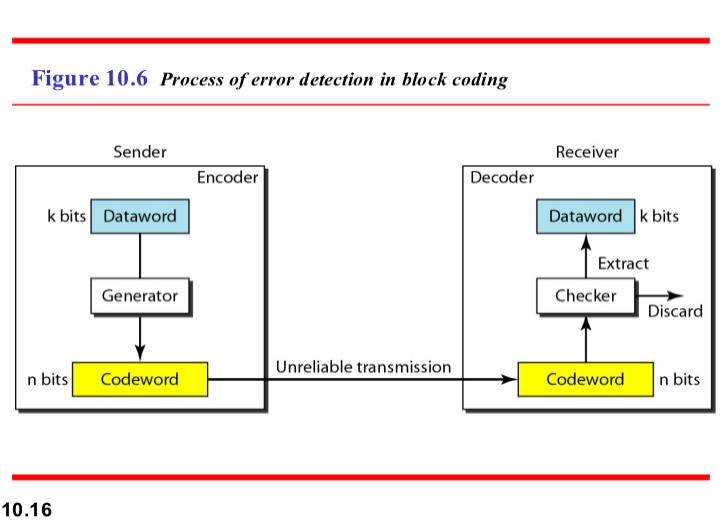 Figure 10.6 Process of error detection in block coding
Sender
Receiver
Encoder
Decoder
k bits
Dataword
Dataword
k bits
Extract
Generator
Checker
Discard
Unreliable transmission
n bits
Codeword
Codeword
n bits
10.16